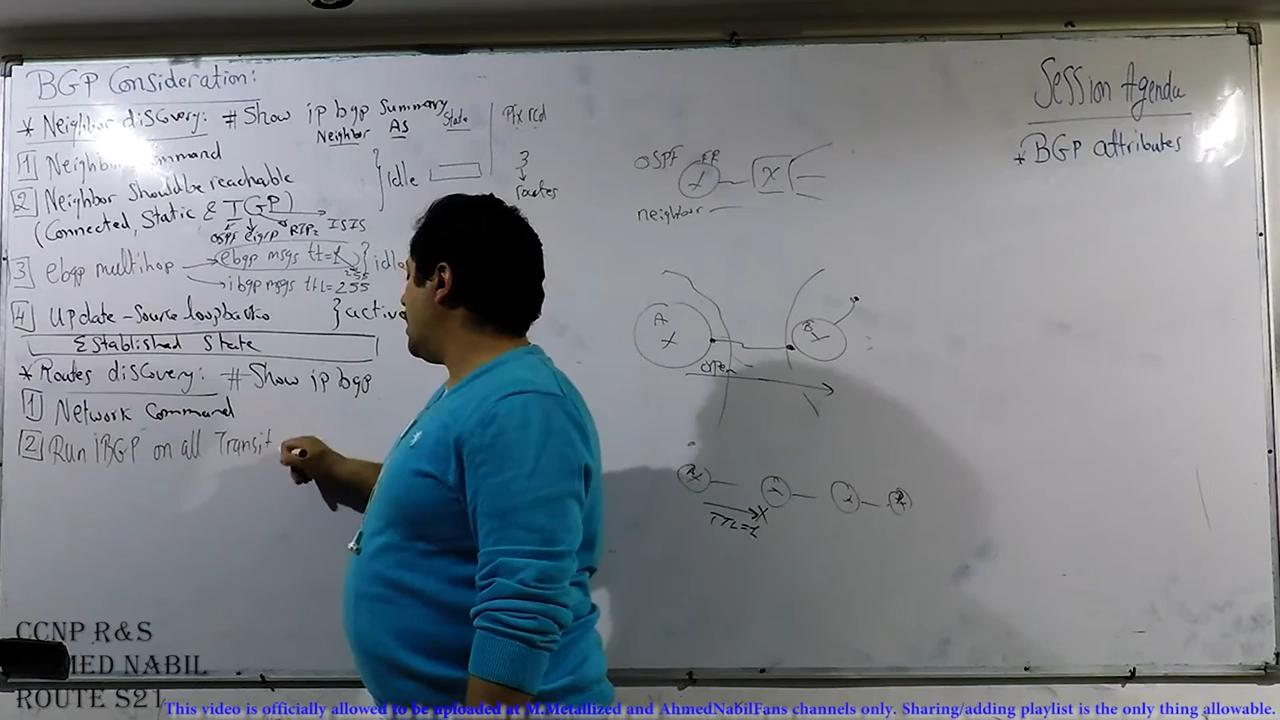 BGP Consideration:
* Neighbor discovery: # Show ip bgp Summary
Neighbor AS State Pfx rcd
1 Neighbor Command
2 Neighbor should be reachable
(Connected, Static & IGP)
OSPF eigrp RIP2 ISIS
} Idle
routes
3 ebgp multihop
ebgp msgs tt=1
255
ibgp msgs ttl=255
} idle
4 Update-Source
} active
Established State
* Routes discovery: # Show ip bgp
1 Network Command
2 Run iBGP on all Transit
OSPF
neighbor
A
B
open
TTL=1
Session Agenda
* BGP attributes
CCNP R&S
MED NABIL
ROUTE S21
This video is officially allowed to be uploaded at M.Metallized and AhmedNabilFans channels only. Sharing/adding playlist is the only thing allowable.